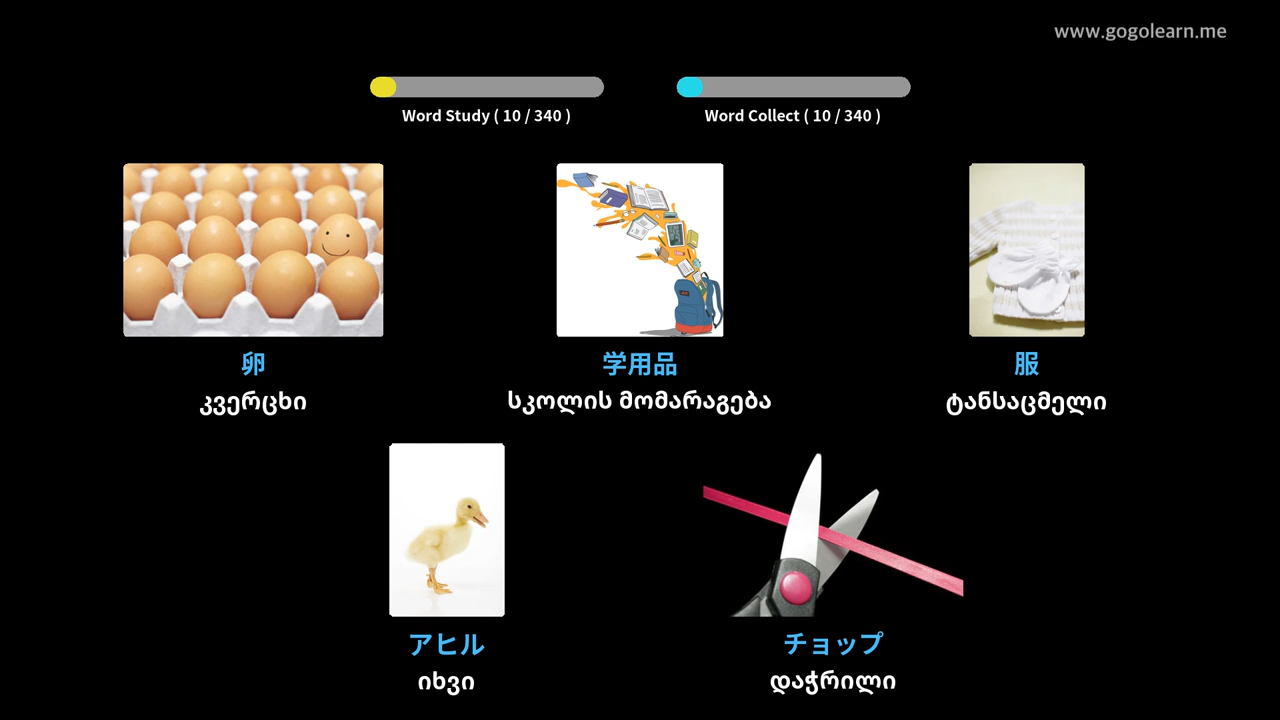 www.gogolearn.me
Word Study ( 10 / 340 )
Word Collect ( 10 / 340 )
卵
კვერცხი
学用品
სკოლის მომარაგება
服
ტანსაცმელი
アヒル
იხვი
チョップ
დაჭრილი